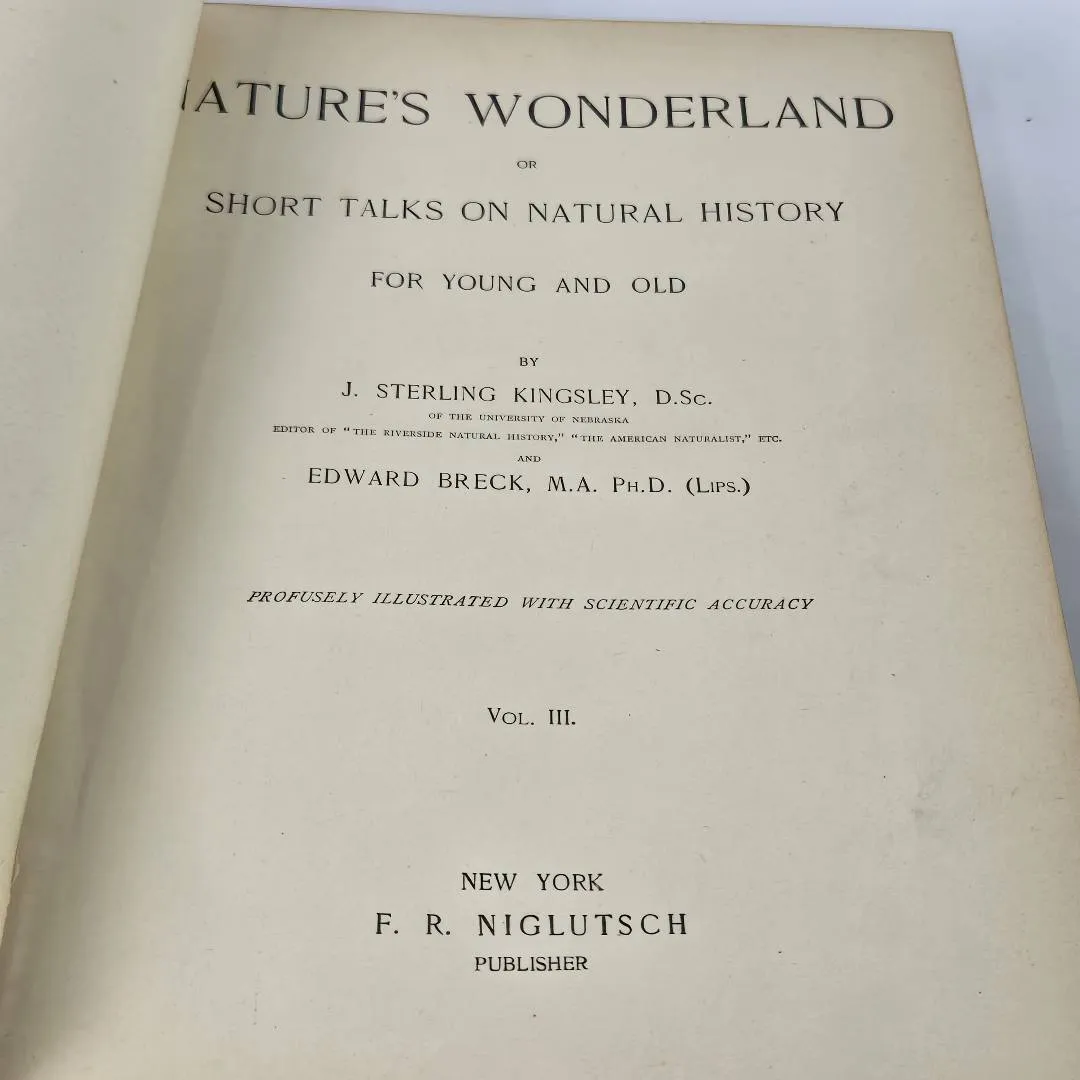 NATURE'S WONDERLAND
OR
SHORT TALKS ON NATURAL HISTORY
FOR YOUNG AND OLD
BY
J. STERLING KINGSLEY, D.Sc.
OF THE UNIVERSITY OF NEBRASKA
EDITOR OF "THE RIVERSIDE NATURAL HISTORY," "THE AMERICAN NATURALIST," ETC.
AND
EDWARD BRECK, M.A. Ph.D. (Lips.)
PROFUSELY ILLUSTRATED WITH SCIENTIFIC ACCURACY
Vol. III.
NEW YORK
F. R. NIGLUTSCH
PUBLISHER